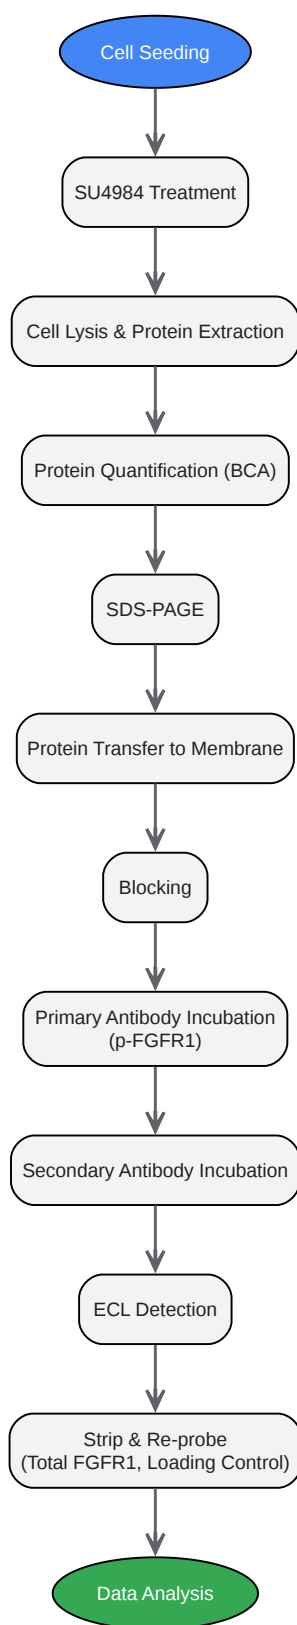 Cell Seeding
SU4984 Treatment
Cell Lysis & Protein Extraction
Protein Quantification (BCA)
SDS-PAGE
Protein Transfer to Membrane
Blocking
Primary Antibody Incubation
(p-FGFR1)
Secondary Antibody Incubation
ECL Detection
Strip & Re-probe
(Total FGFR1, Loading Control)
Data Analysis